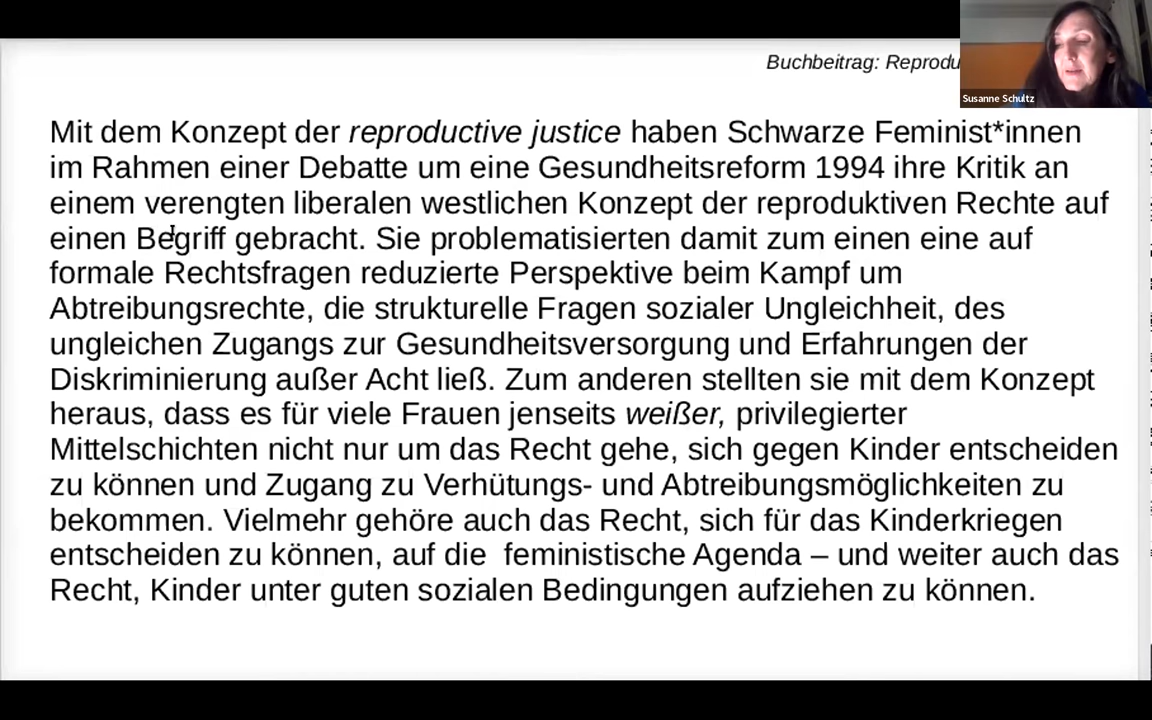 Buchbeitrag: Reprodu
Susanne Schultz
Mit dem Konzept der reproductive justice haben Schwarze Feminist*innen
im Rahmen einer Debatte um eine Gesundheitsreform 1994 ihre Kritik an
einem verengten liberalen westlichen Konzept der reproduktiven Rechte auf
einen Begriff gebracht. Sie problematisierten damit zum einen eine auf
formale Rechtsfragen reduzierte Perspektive beim Kampf um
Abtreibungsrechte, die strukturelle Fragen sozialer Ungleichheit, des
ungleichen Zugangs zur Gesundheitsversorgung und Erfahrungen der
Diskriminierung außer Acht ließ. Zum anderen stellten sie mit dem Konzept
heraus, dass es für viele Frauen jenseits weißer, privilegierter
Mittelschichten nicht nur um das Recht gehe, sich gegen Kinder entscheiden
zu können und Zugang zu Verhütungs- und Abtreibungsmöglichkeiten zu
bekommen. Vielmehr gehöre auch das Recht, sich für das Kinderkriegen
entscheiden zu können, auf die feministische Agenda – und weiter auch das
Recht, Kinder unter guten sozialen Bedingungen aufziehen zu können.